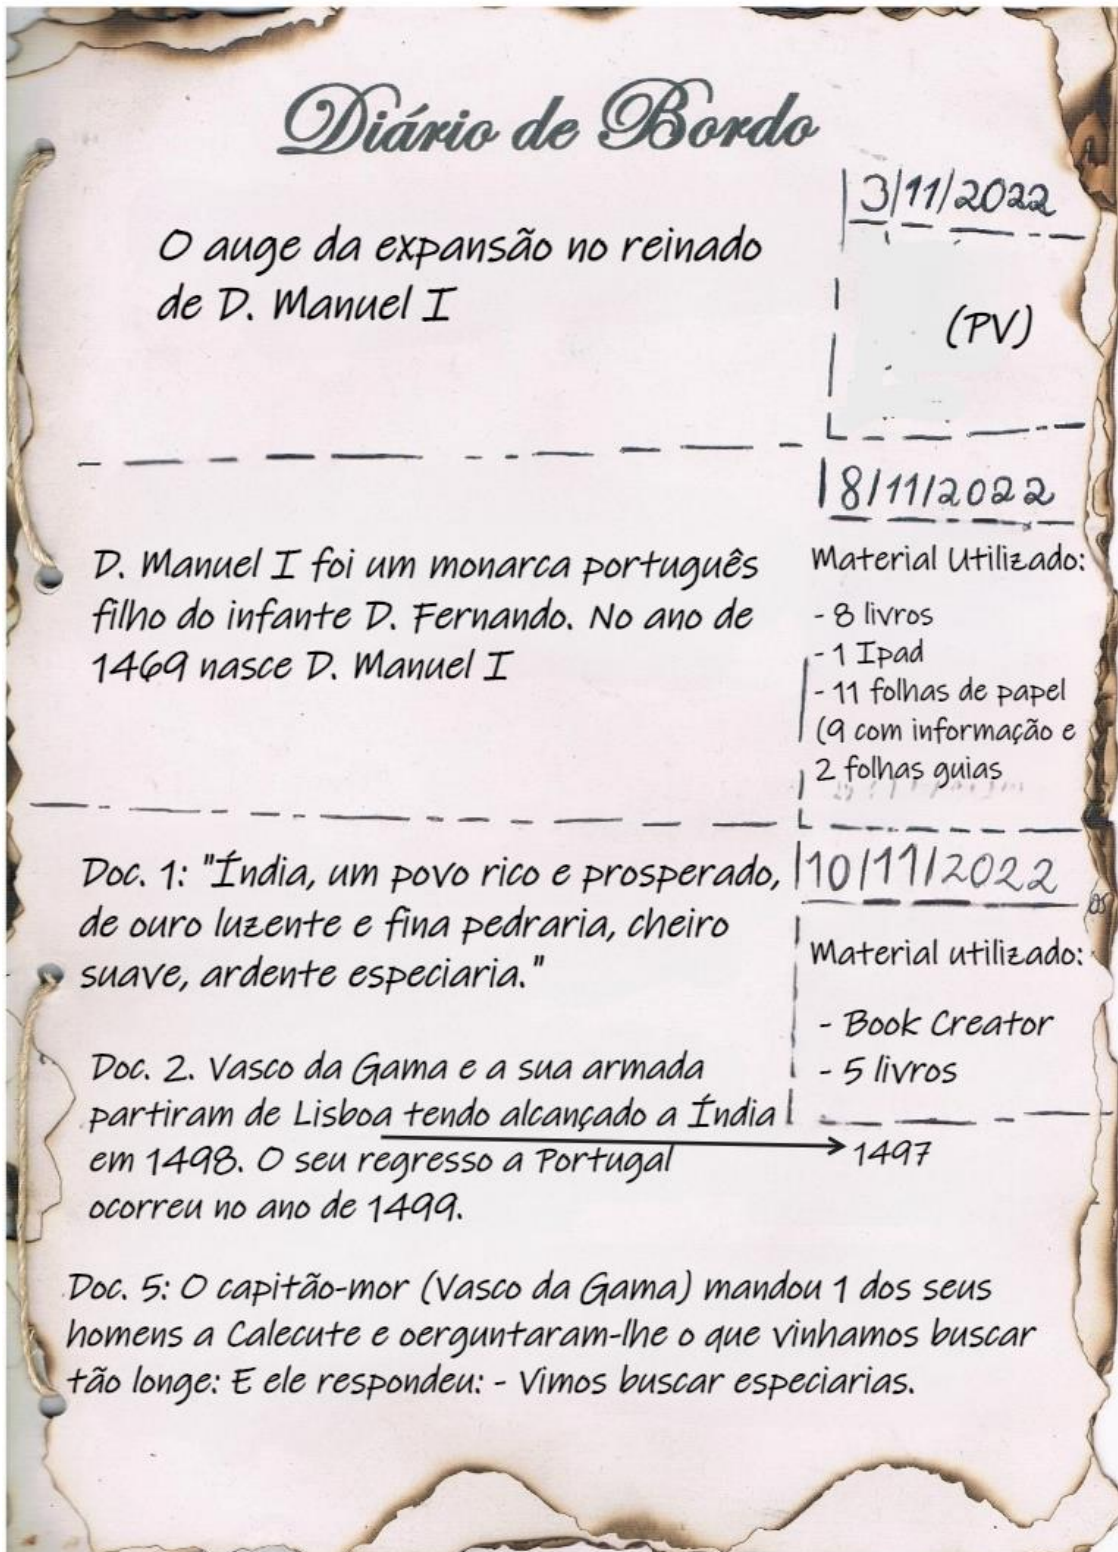 Diário de Bordo
3/11/2022
O auge da expansão no reinado
de D. Manuel I
(PV)
8/11/2022
D. Manuel I foi um monarca português
filho do infante D. Fernando. No ano de
1469 nasce D. Manuel I
Material Utilizado:
- 8 livros
- 1 Ipad
- 11 folhas de papel
(9 com informação e
2 folhas guias
10/11/2022
Doc. 1: "Índia, um povo rico e prosperado,
de ouro luzente e fina pedraria, cheiro
suave, ardente especiaria."
Material utilizado:
- Book Creator
- 5 livros
Doc. 2. Vasco da Gama e a sua armada
partiram de Lisboa tendo alcançado a Índia
em 1498. O seu regresso a Portugal
ocorreu no ano de 1499.
1497
Doc. 5: O capitão-mor (Vasco da Gama) mandou 1 dos seus
homens a Calecute e oerguntaram-lhe o que vinhamos buscar
tão longe: E ele respondeu: - Vimos buscar especiarias.